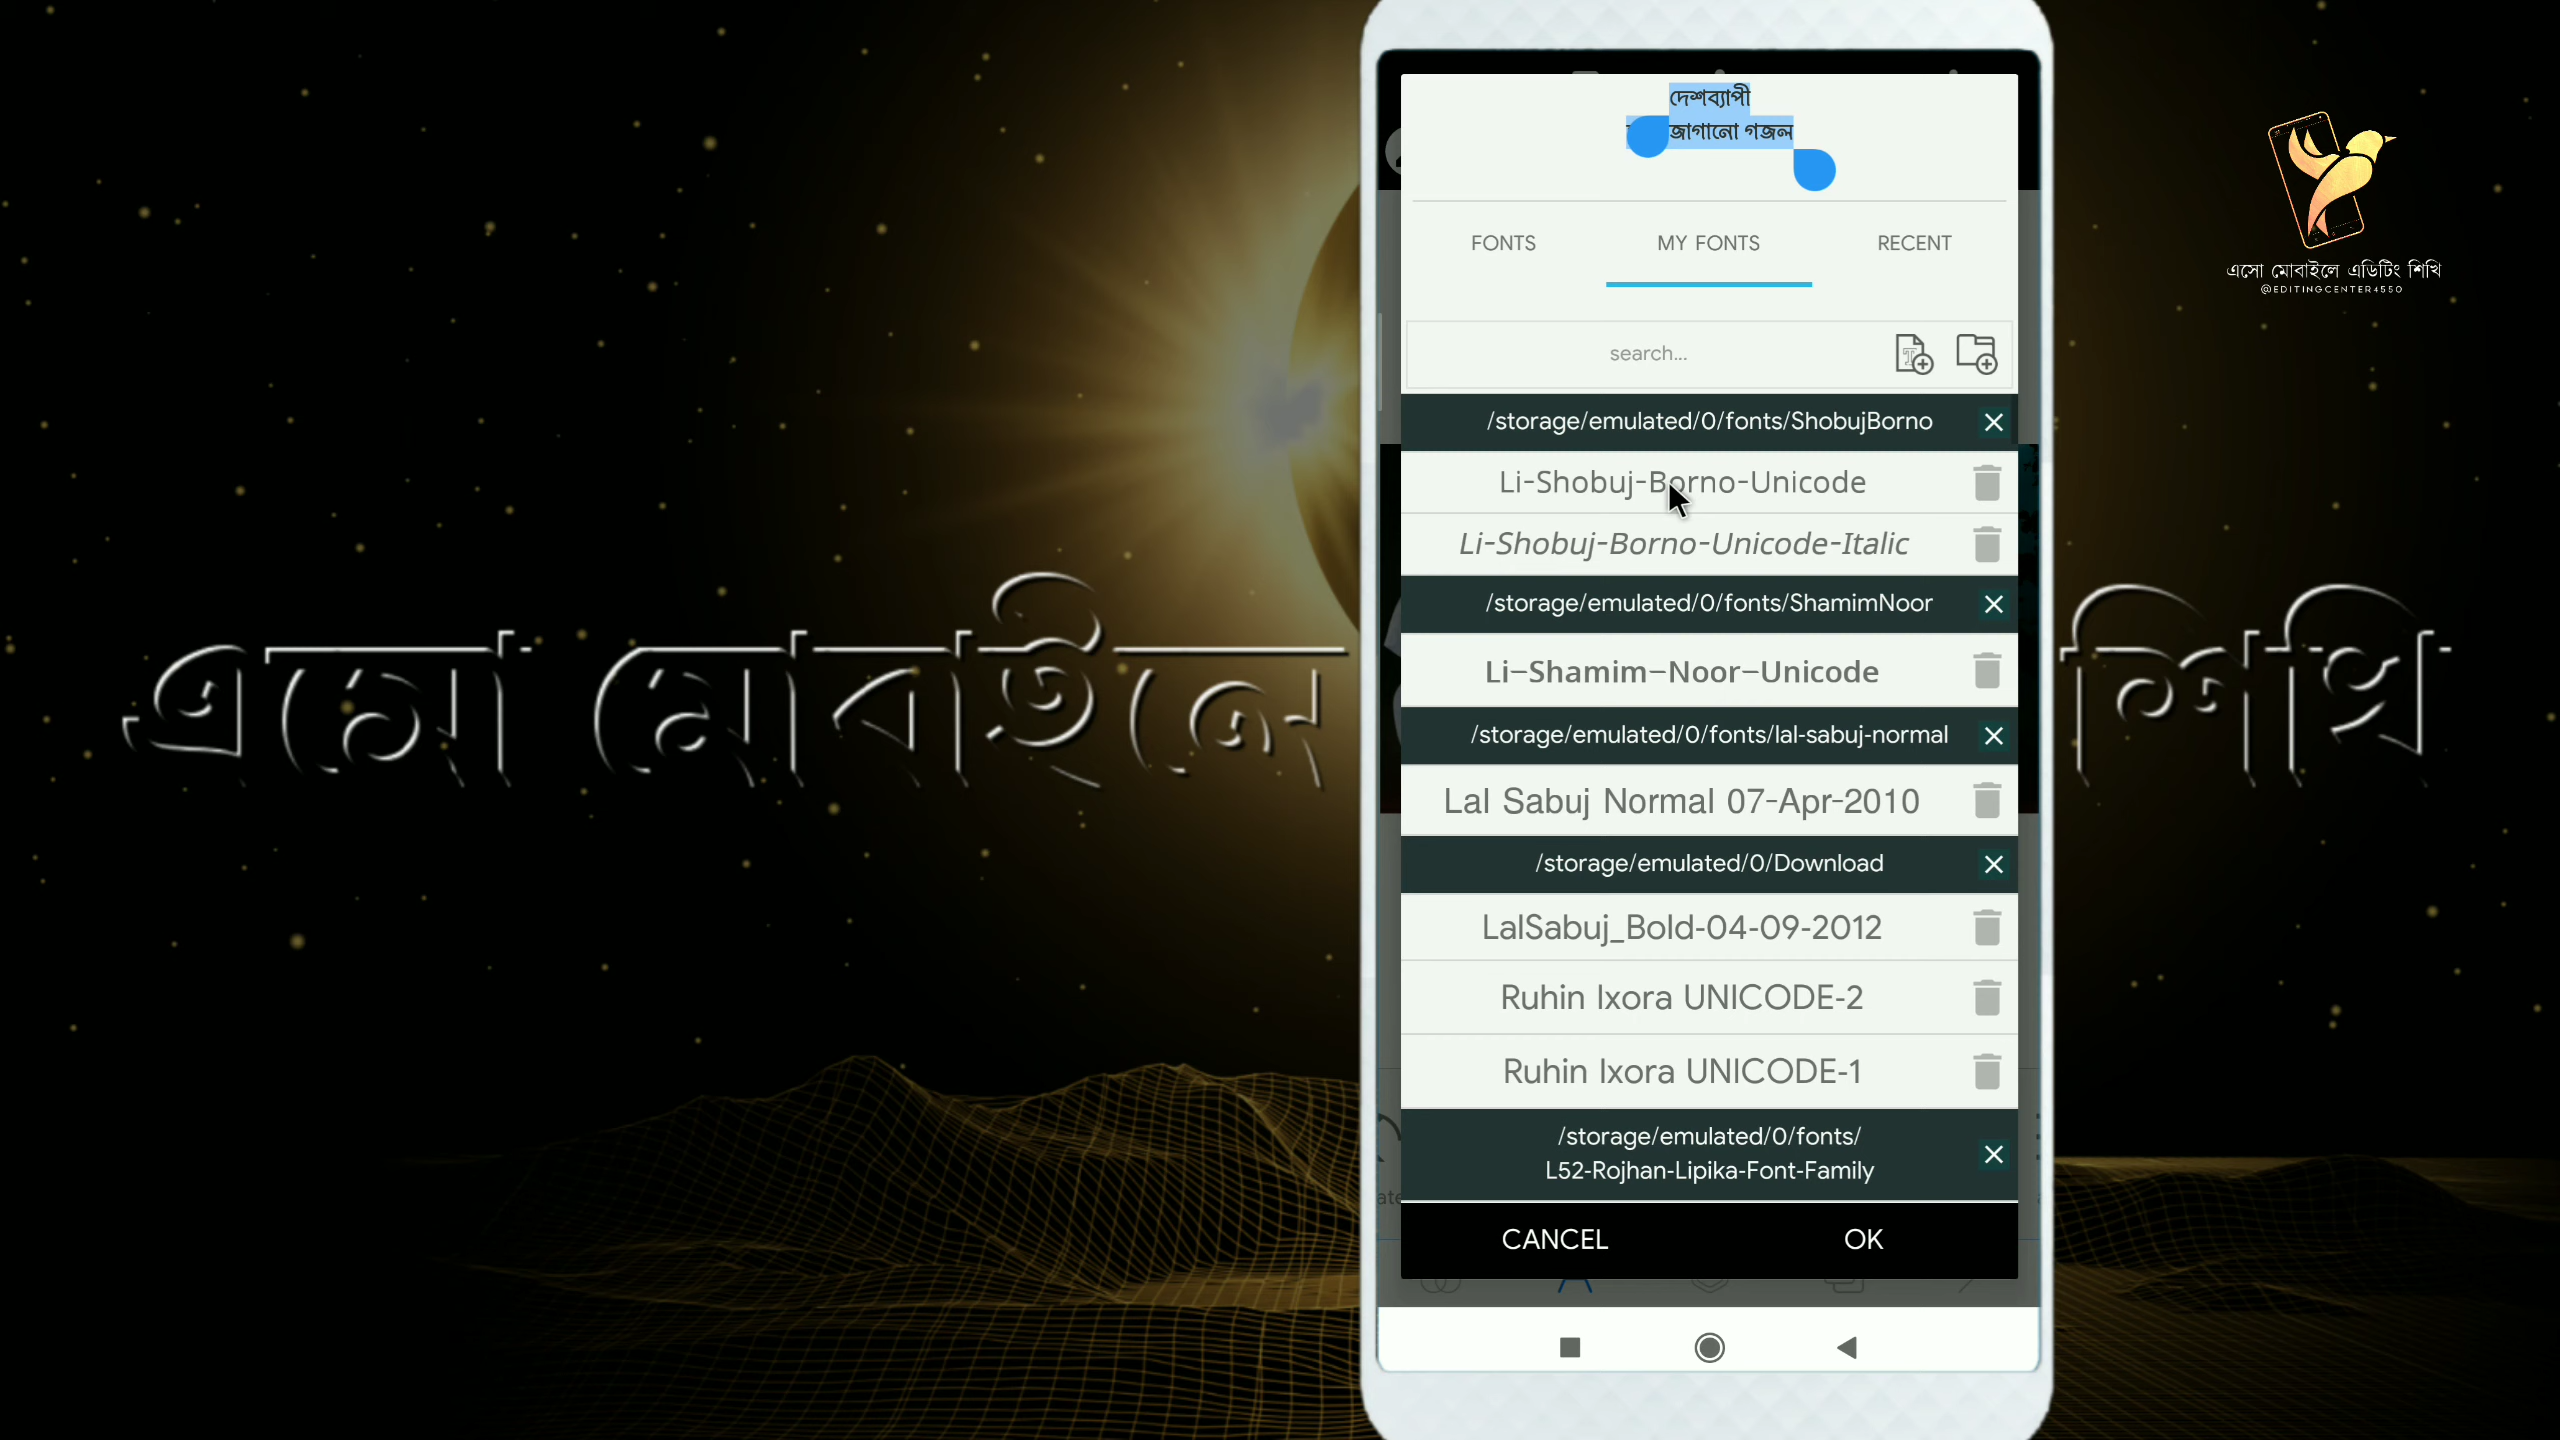 দেশব্যাপী
জাগানো গজল
FONTS MY FONTS RECENT
search...
/storage/emulated/0/fonts/ShobujBorno
Li-Shobuj-Borno-Unicode
Li-Shobuj-Borno-Unicode-Italic
/storage/emulated/0/fonts/ShamimNoor
Li-Shamim-Noor-Unicode
/storage/emulated/0/fonts/lal-sabuj-normal
Lal Sabuj Normal 07-Apr-2010
/storage/emulated/0/Download
LalSabuj_Bold-04-09-2012
Ruhin Ixora UNICODE-2
Ruhin Ixora UNICODE-1
/storage/emulated/0/fonts/
L52-Rojhan-Lipika-Font-Family
CANCEL OK
এসো মোবাইলে এডিটিং শিখি
@EDITINGCENTER4550
এসো মোবাইলে শিখি